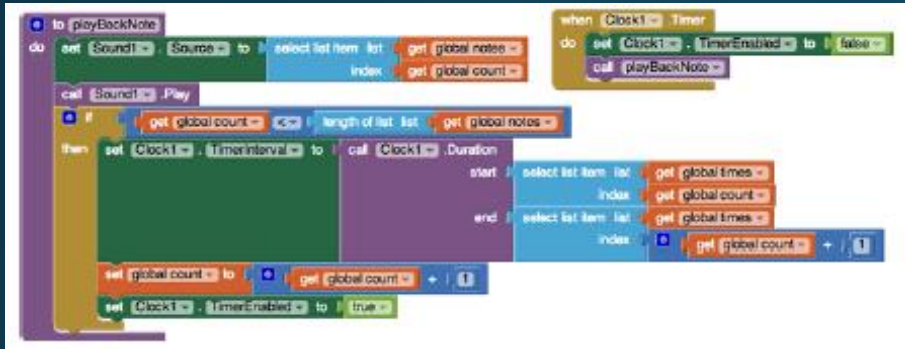 to playBackNote
do set Sound1 . Source to select list item list get global notes
index get global count
call Sound1 .Play
if get global count < length of list list get global notes
then set Clock1 . TimerInterval to call Clock1 .Duration
start select list item list get global times
index get global count
end select list item list get global times
index get global count + 1
set global count to get global count + 1
set Clock1 . TimerEnabled to true
when Clock1 .Timer
do set Clock1 . TimerEnabled to false
call playBackNote